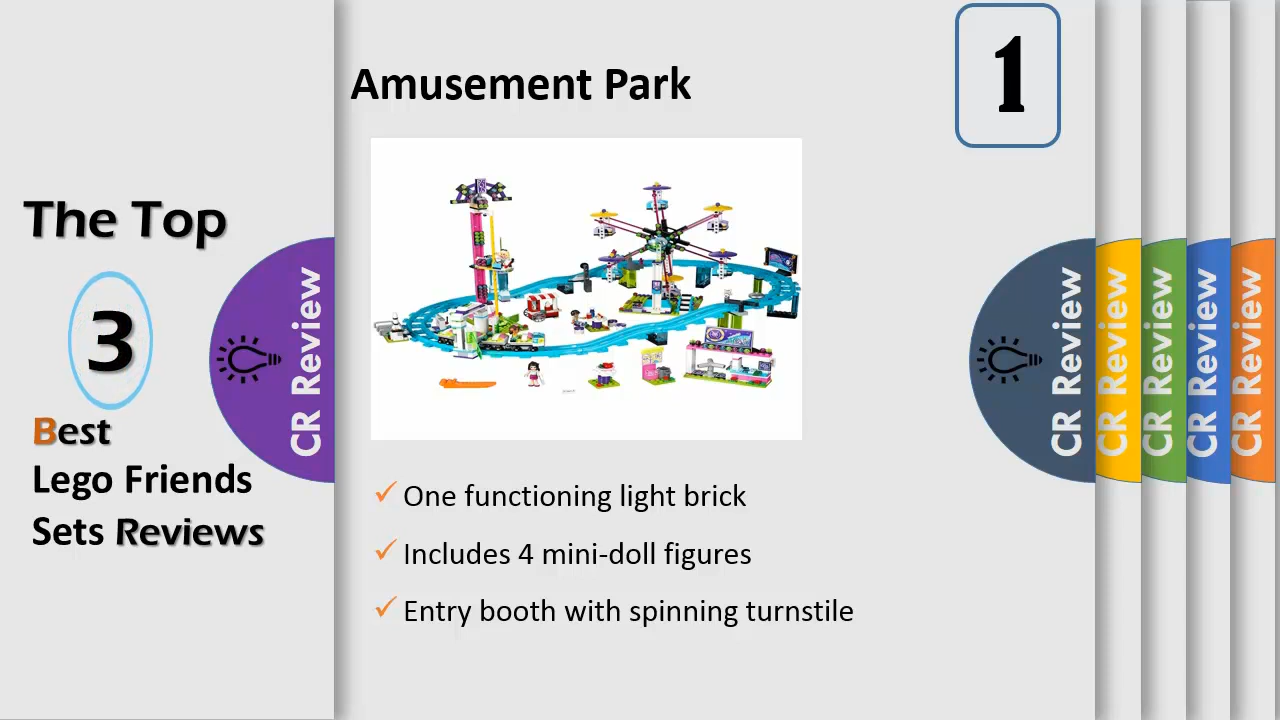 The Top
3
Best
Lego Friends
Sets Reviews
CR Review
Amusement Park
1
One functioning light brick
Includes 4 mini-doll figures
Entry booth with spinning turnstile
CR Review
CR Review
CR Review
CR Review
CR Review